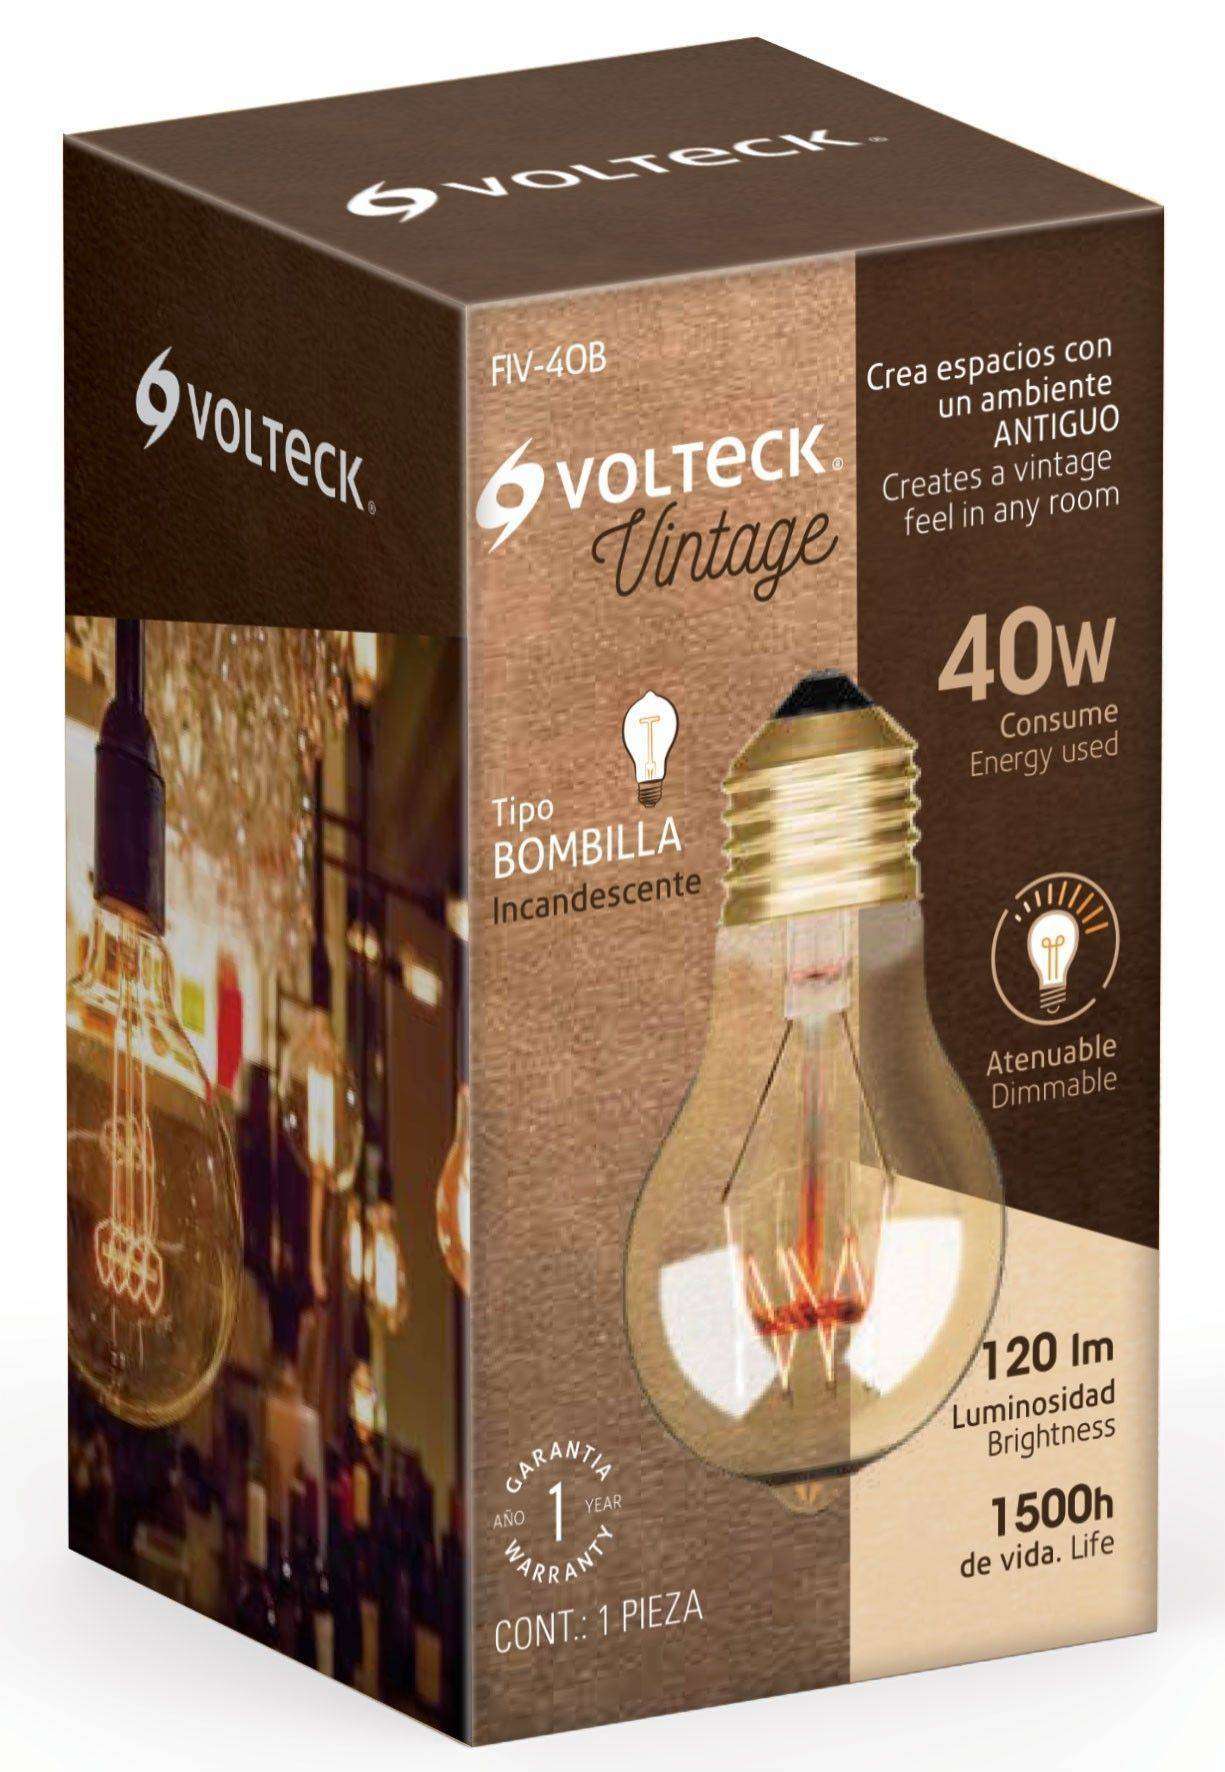 VOLTECK®
VOLTECK®
FIV-40B
VOLTECK®
Vintage
Tipo
BOMBILLA
Incandescente
GARANTIA
AÑO 1 YEAR
WARRANTY
CONT.: 1 PIEZA
Crea espacios con
un ambiente
ANTIGUO
Creates a vintage
feel in any room
40W
Consume
Energy used
Atenuable
Dimmable
120 lm
Luminosidad
Brightness
1500h
de vida. Life